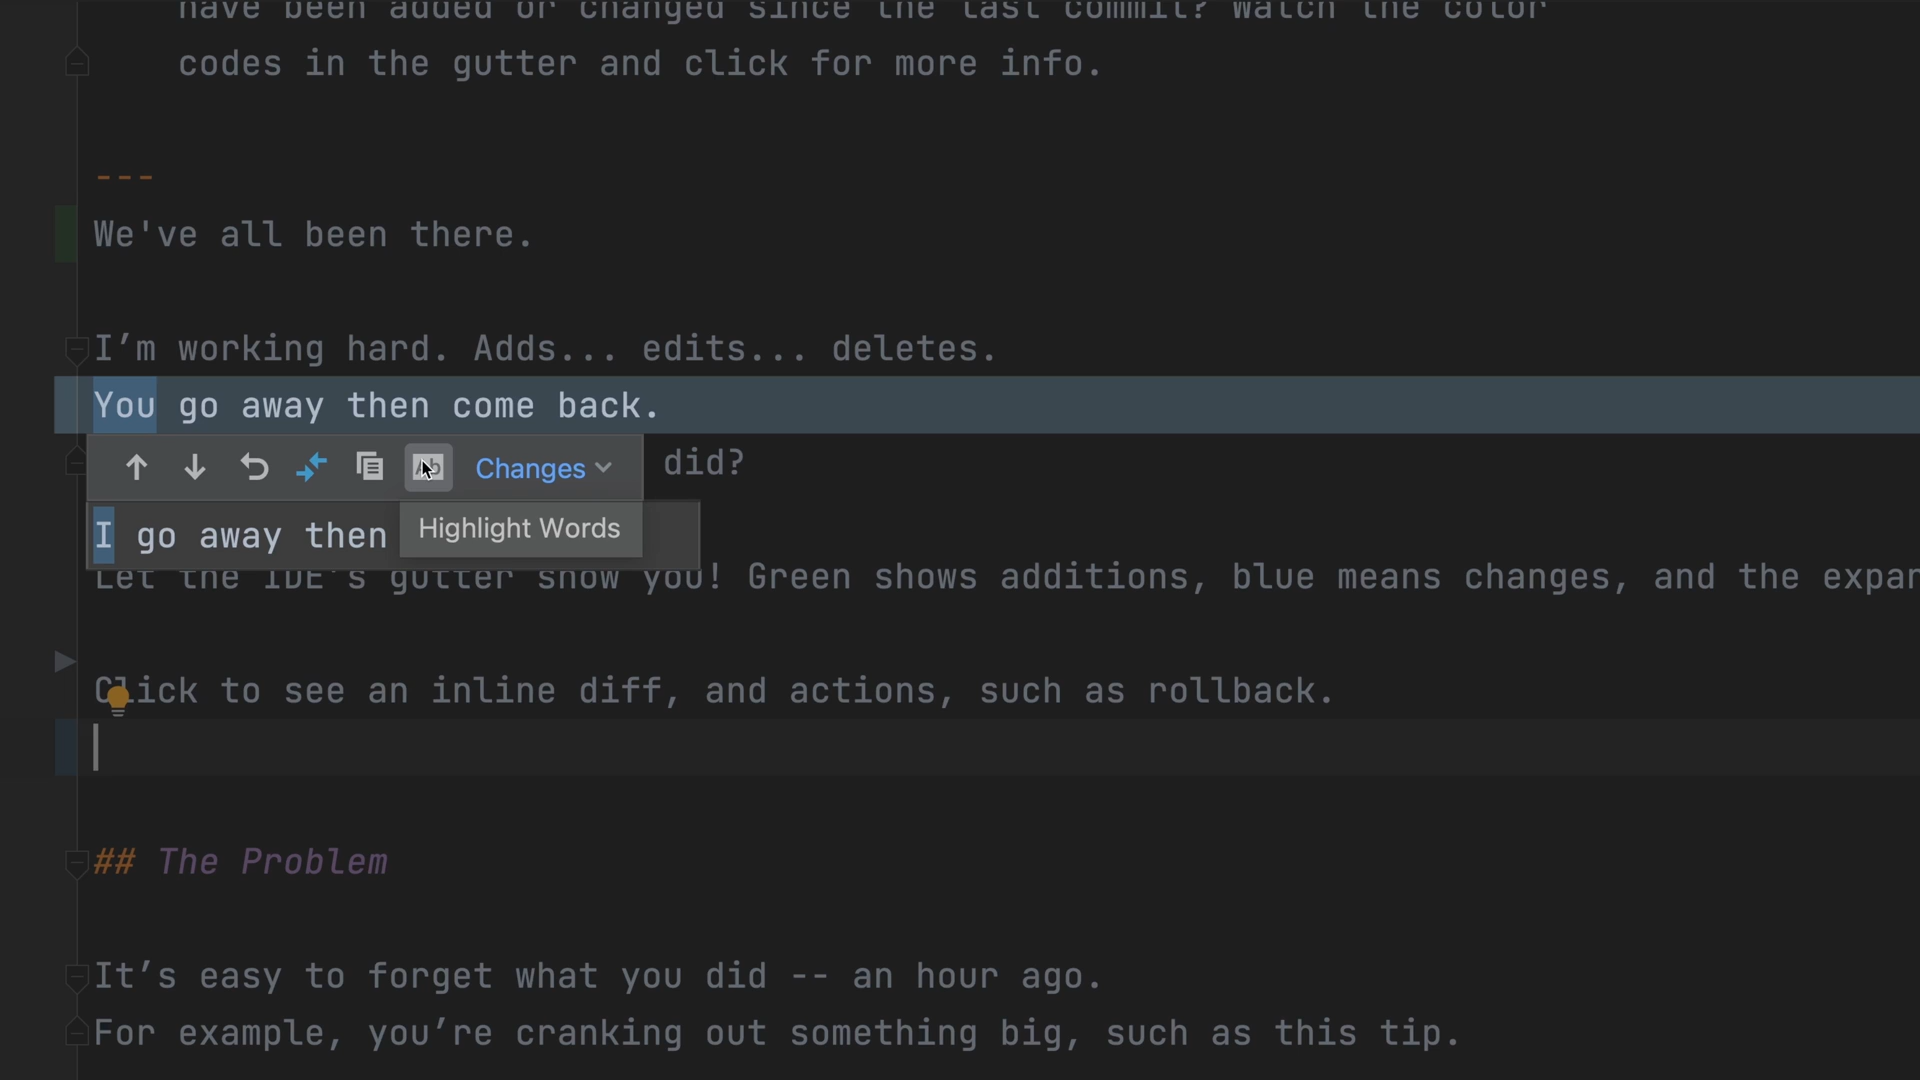 have been added or changed since the last commit? Watch the color
codes in the gutter and click for more info.
---
We've all been there.
I’m working hard. Adds... edits... deletes.
You go away then come back.
did?
Ab Changes
I go away then
Highlight Words
Let the IDE’s gutter show you! Green shows additions, blue means changes, and the expan
Click to see an inline diff, and actions, such as rollback.
## The Problem
It’s easy to forget what you did -- an hour ago.
For example, you’re cranking out something big, such as this tip.